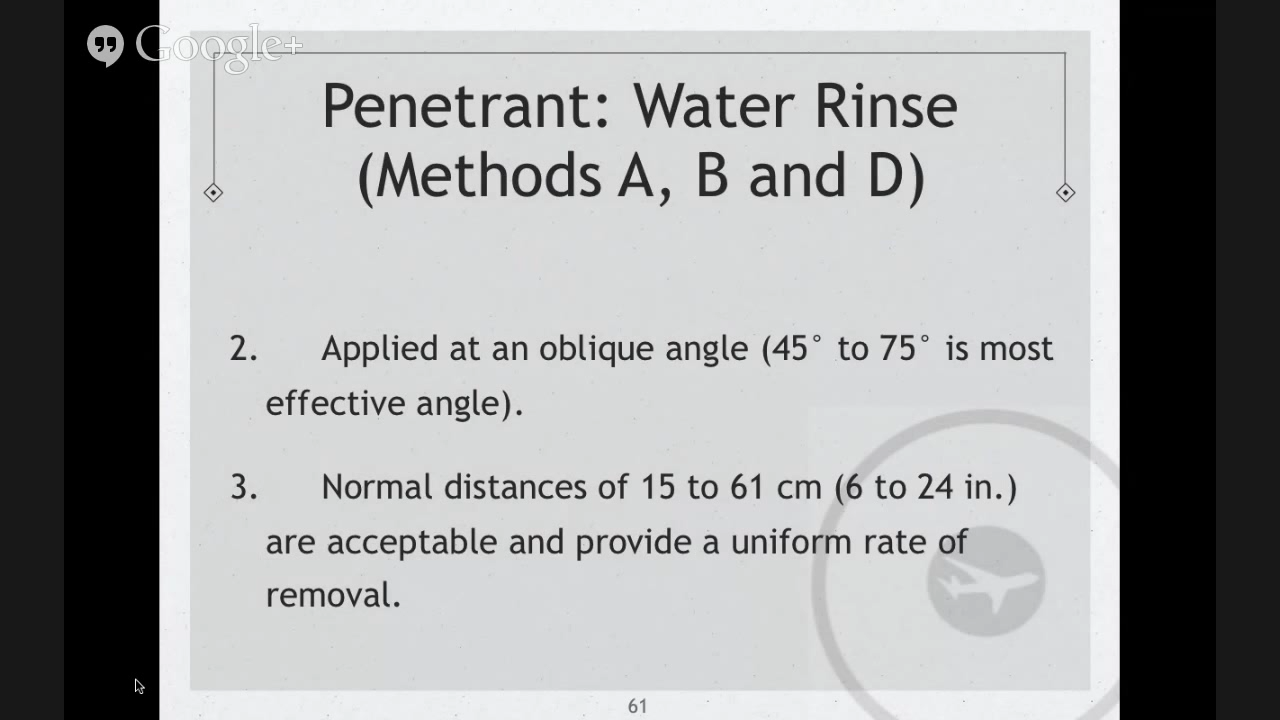 Google+
Penetrant: Water Rinse
(Methods A, B and D)
2. Applied at an oblique angle (45° to 75° is most
effective angle).
3. Normal distances of 15 to 61 cm (6 to 24 in.)
are acceptable and provide a uniform rate of
removal.
61